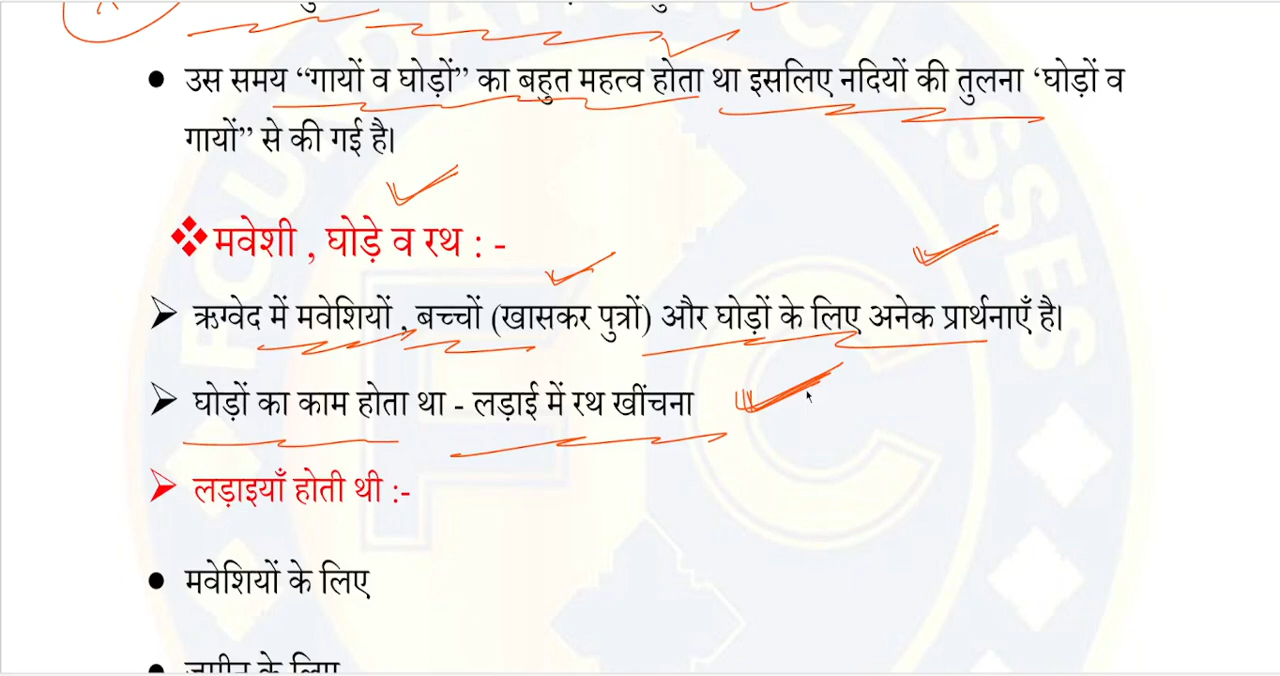 उस समय “गायों व घोड़ों” का बहुत महत्व होता था इसलिए नदियों की तुलना ‘घोड़ों व
गायों” से की गई है।
❖ मवेशी , घोड़े व रथ : -
ऋग्वेद में मवेशियों , बच्चों (खासकर पुत्रों) और घोड़ों के लिए अनेक प्रार्थनाएँ है।
घोड़ों का काम होता था - लड़ाई में रथ खींचना
लड़ाइयाँ होती थी :-
मवेशियों के लिए
जमीन के लिए